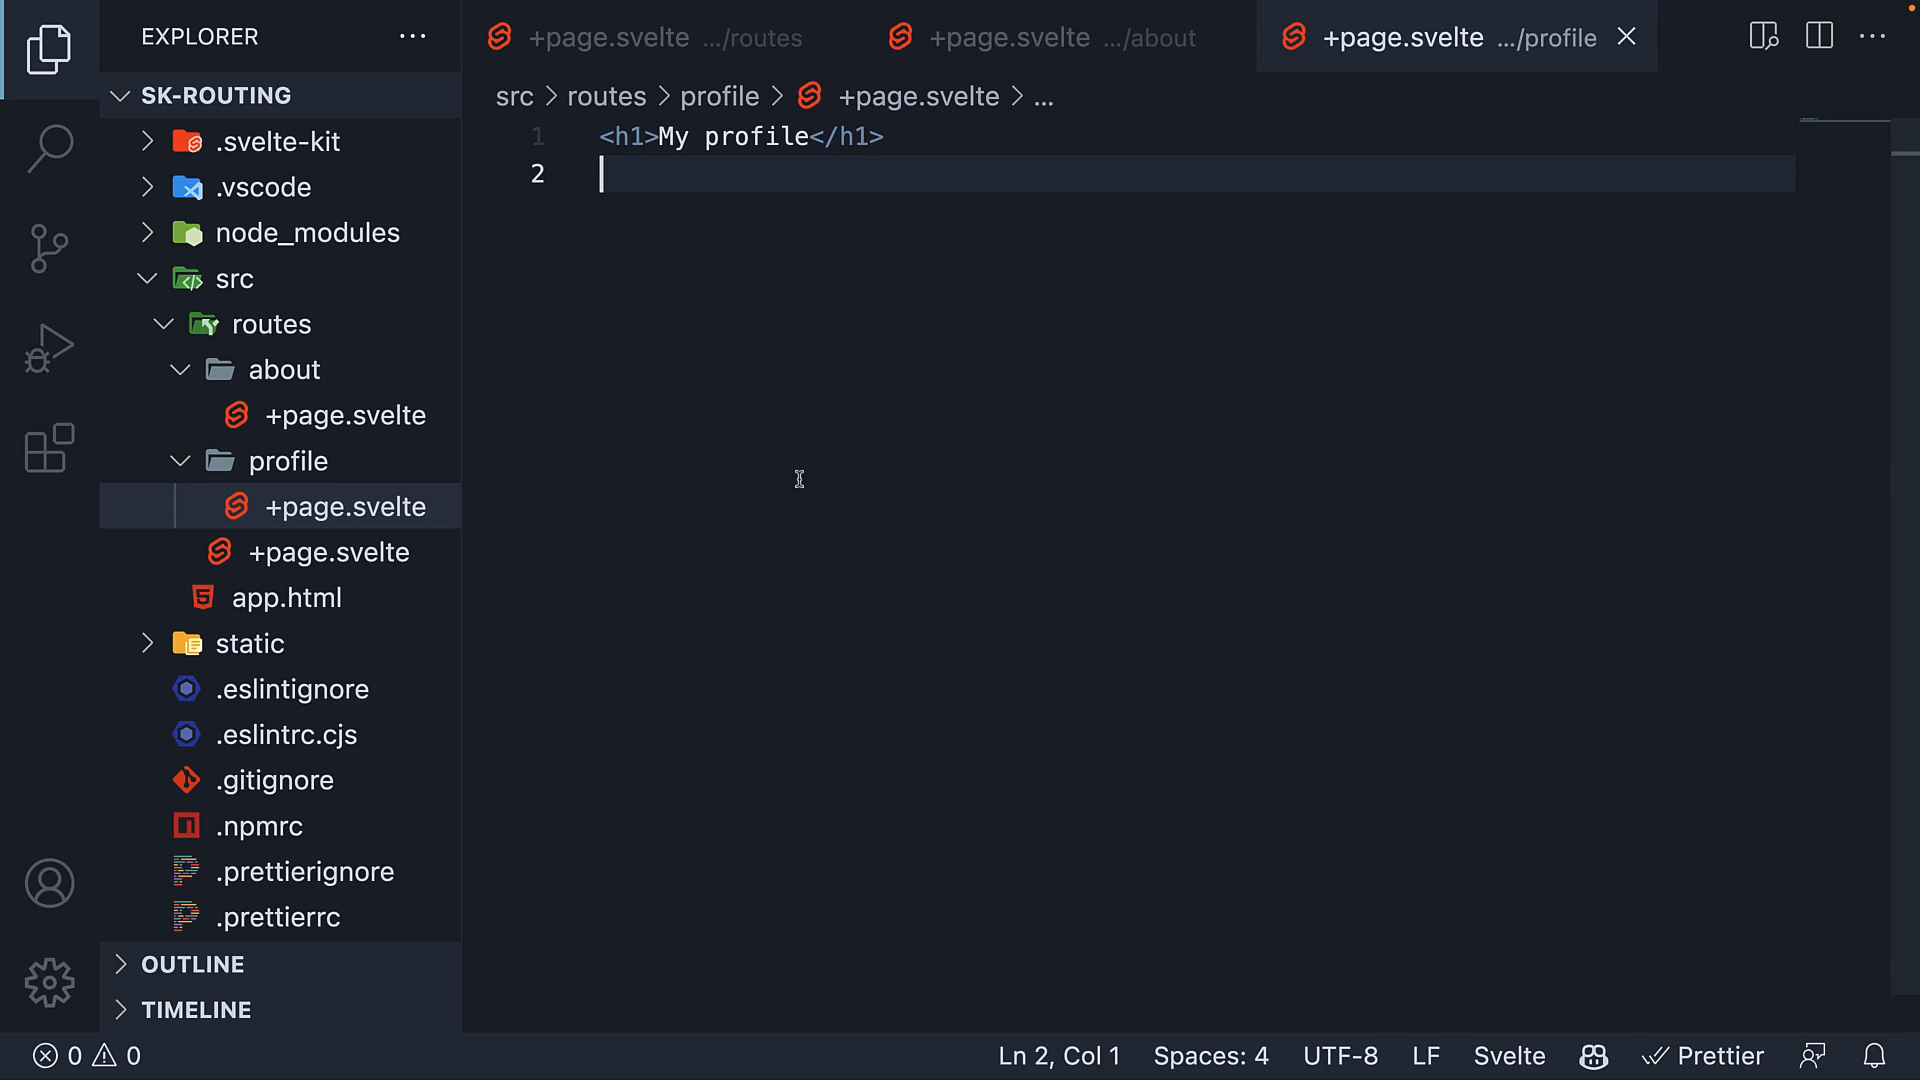 EXPLORER
SK-ROUTING
.svelte-kit
.vscode
node_modules
src
routes
about
+page.svelte
profile
+page.svelte
+page.svelte
app.html
static
.eslintignore
.eslintrc.cjs
.gitignore
.npmrc
.prettierignore
.prettierrc
OUTLINE
TIMELINE
+page.svelte .../routes
+page.svelte .../about
+page.svelte .../profile
src > routes > profile > +page.svelte > ...
1 <h1>My profile</h1>
2
0 0
Ln 2, Col 1 Spaces: 4 UTF-8 LF Svelte Prettier